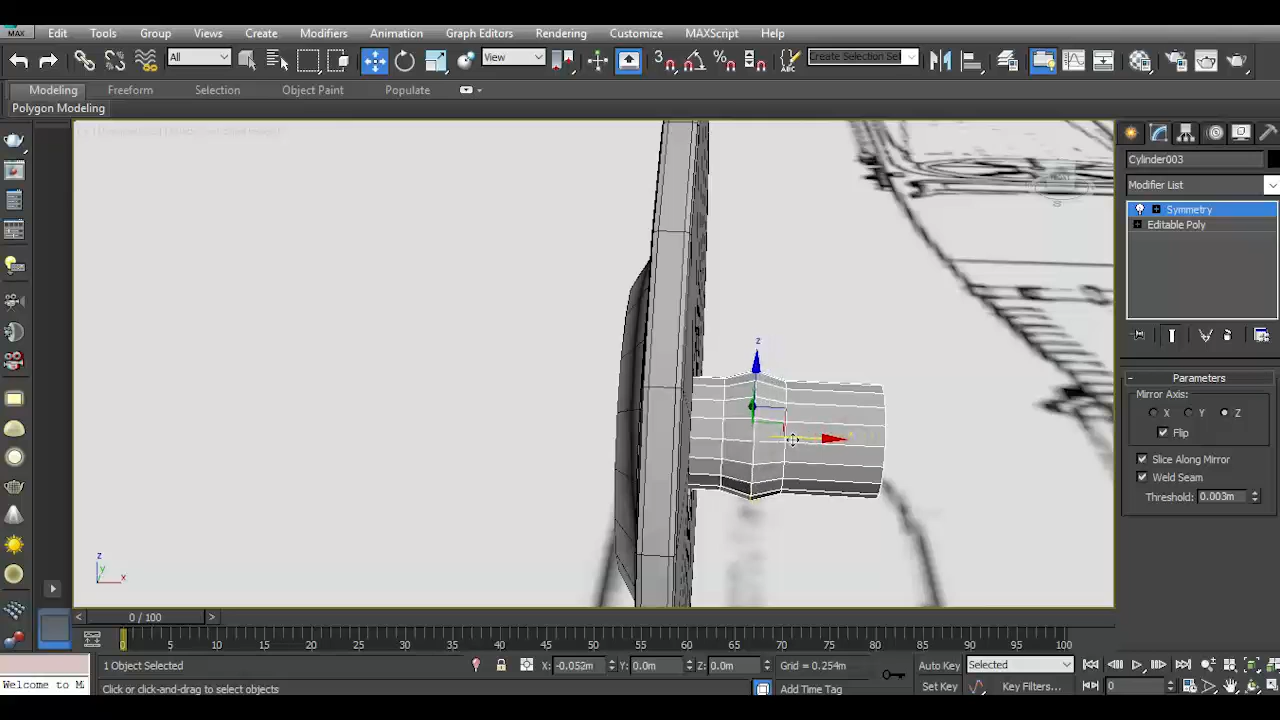 MAX Edit Tools Group Views Create Modifiers Animation Graph Editors Rendering Customize MAXScript Help
All View 3 % ABC Create Selection Set
Modeling Freeform Selection Object Paint Populate
Polygon Modeling
Cylinder003
Modifier List
Symmetry
Editable Poly
Parameters
Mirror Axis:
X Y Z
Flip
Slice Along Mirror
Weld Seam
Threshold: 0.003m
z
z
y
x
0 / 100
0 5 10 15 20 25 30 35 40 45 50 55 60 65 70 75 80 85 90 95 100
1 Object Selected X: -0.052m Y: 0.0m Z: 0.0m Grid = 0.254m Auto Key Selected
Welcome to M Click or click-and-drag to select objects Add Time Tag Set Key Key Filters... 0